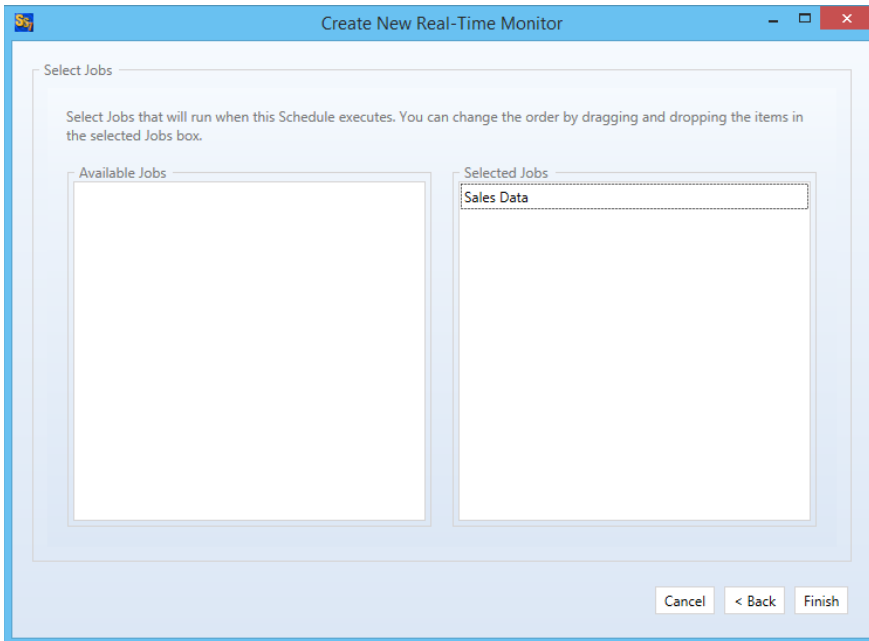 Create New Real-Time Monitor
Select Jobs
Select Jobs that will run when this Schedule executes. You can change the order by dragging and dropping the items in
the selected Jobs box.
Available Jobs
Selected Jobs
Sales Data
Cancel
< Back
Finish